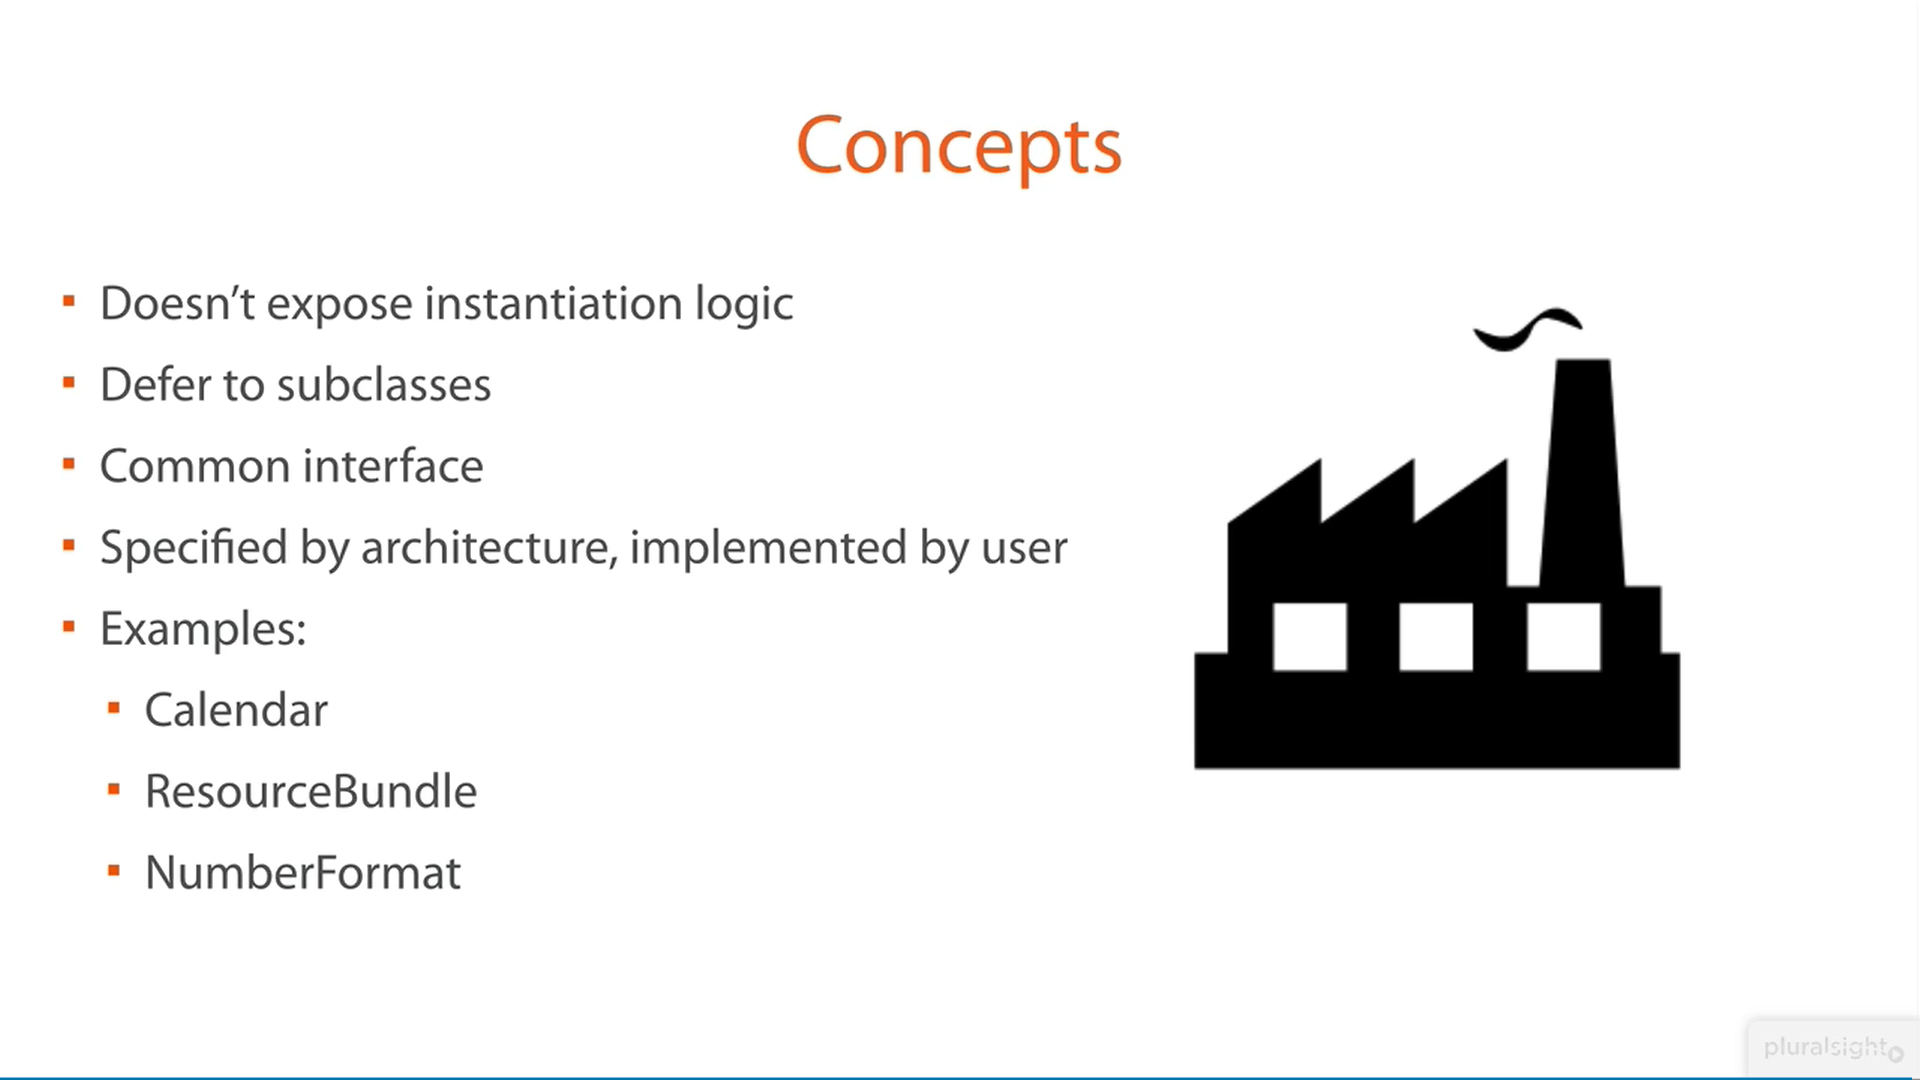 Concepts
Doesn’t expose instantiation logic
Defer to subclasses
Common interface
Specified by architecture, implemented by user
Examples:
Calendar
ResourceBundle
NumberFormat
pluralsight